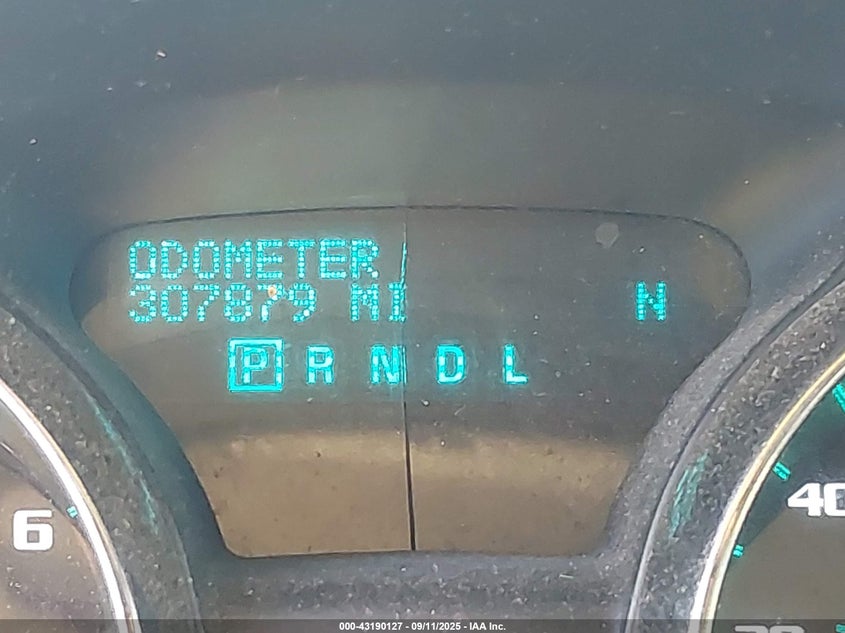 ODOMETER
307879 MI N
P R N D L
6
40
000-43190127 - 09/11/2025 - IAA Inc.